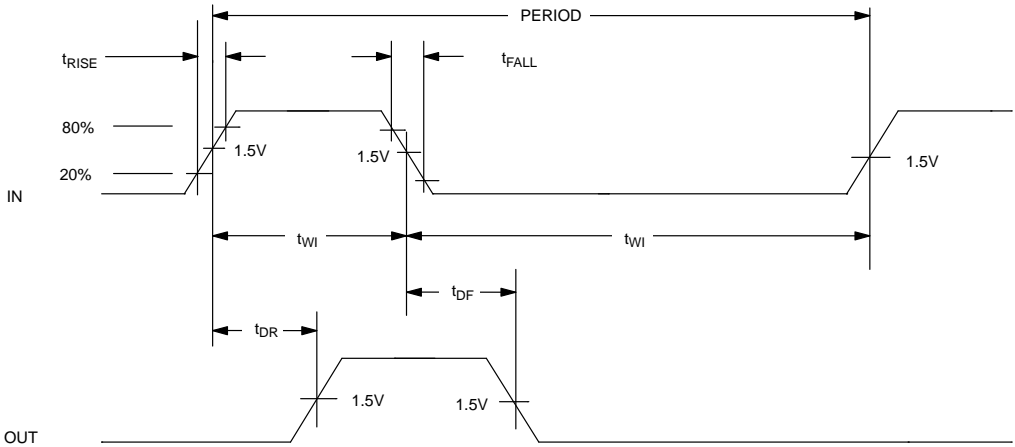 PERIOD
tRISE
tFALL
80%
1.5V
1.5V
1.5V
20%
IN
tWI
tWI
tDF
tDR
1.5V
1.5V
OUT